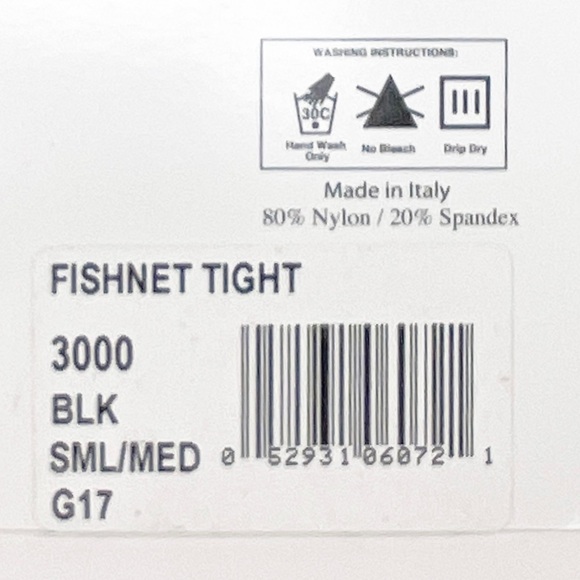 WASHING INSTRUCTIONS:
30C
Hand Wash Only
No Bleach
Drip Dry
Made in Italy
80% Nylon / 20% Spandex
FISHNET TIGHT
3000
BLK
SML/MED
G17
0 52931 06072 1